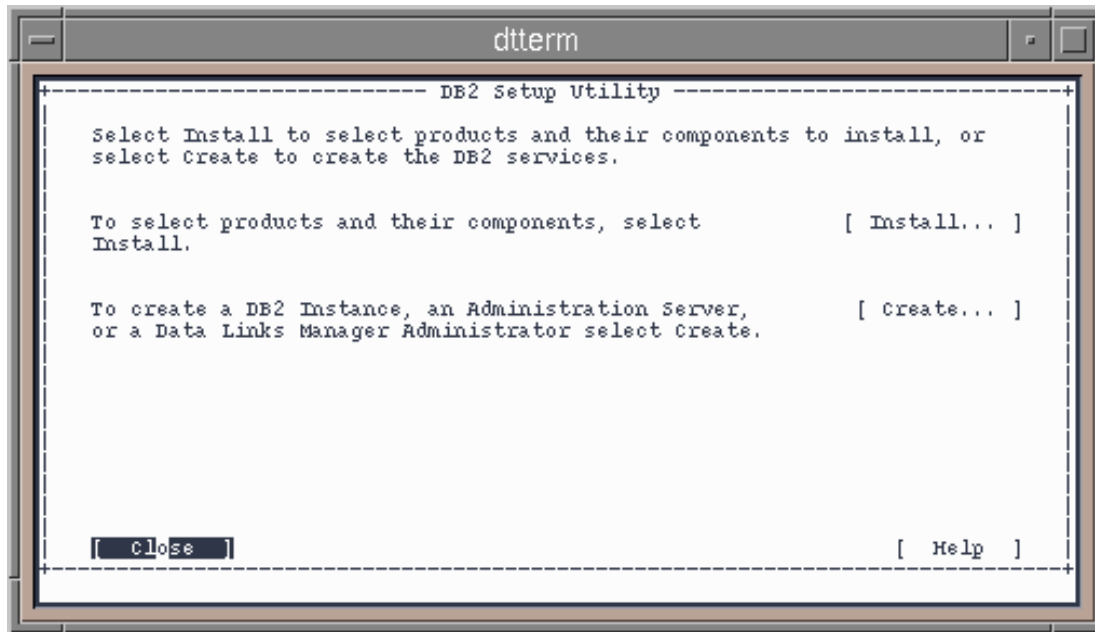 dtterm
DB2 Setup Utility
Select Install to select products and their components to install, or
select Create to create the DB2 services.
To select products and their components, select [ Install... ]
Install.
To create a DB2 Instance, an Administration Server, [ Create... ]
or a Data Links Manager Administrator select Create.
[ Close ] [ Help ]